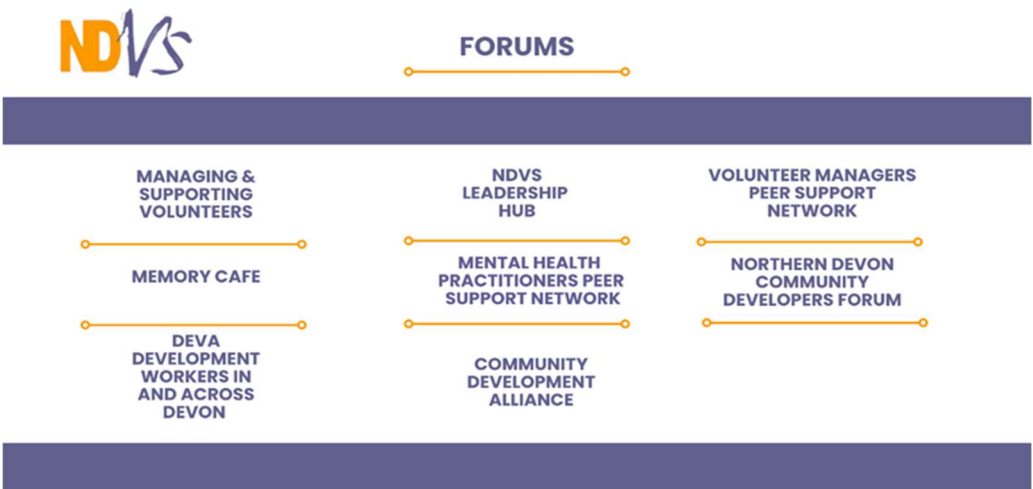 NDVS
FORUMS
MANAGING &
SUPPORTING
VOLUNTEERS
NDVS
LEADERSHIP
HUB
VOLUNTEER MANAGERS
PEER SUPPORT
NETWORK
MEMORY CAFE
MENTAL HEALTH
PRACTITIONERS PEER
SUPPORT NETWORK
NORTHERN DEVON
COMMUNITY
DEVELOPERS FORUM
DEVA
DEVELOPMENT
WORKERS IN
AND ACROSS
DEVON
COMMUNITY
DEVELOPMENT
ALLIANCE